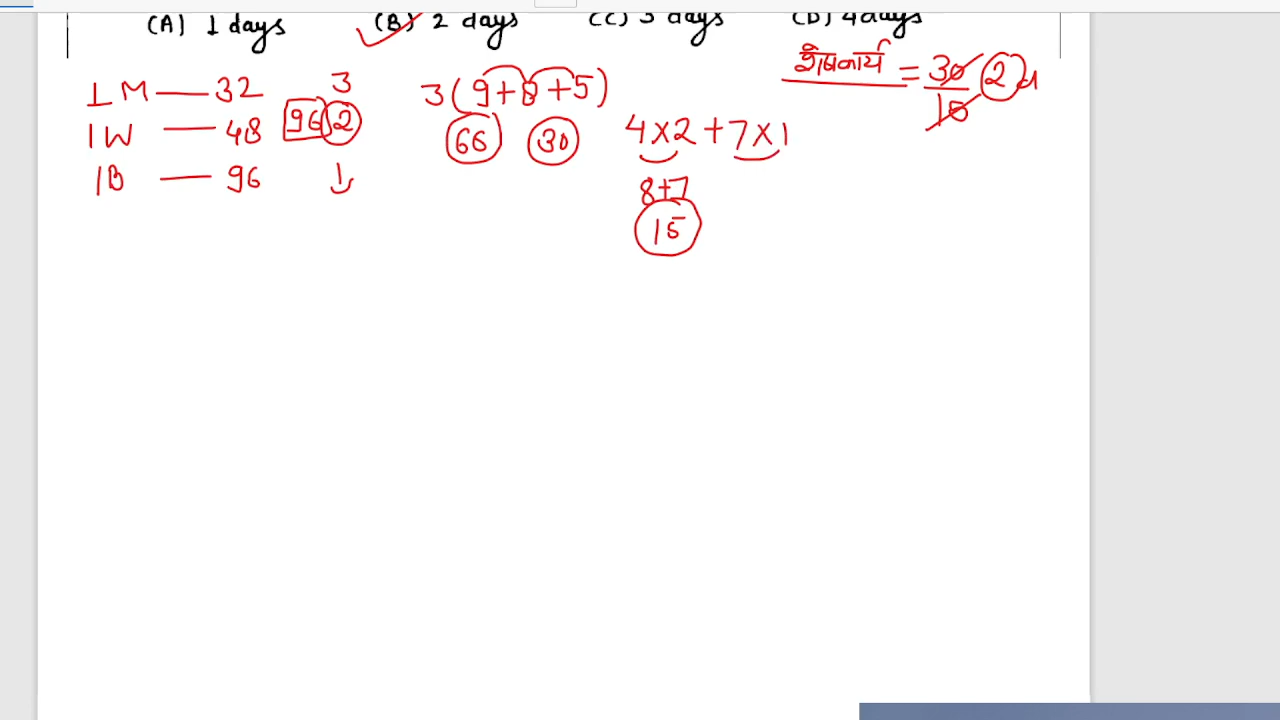 (A) 1 days (B) 2 days (C) 3 days (D) 4 days
1M — 32 3
1W — 48 96 2
1B — 96 1
3(9+8+5)
66 30
4×2+7×1
8+7
15
शेषकार्य = 30/15 2